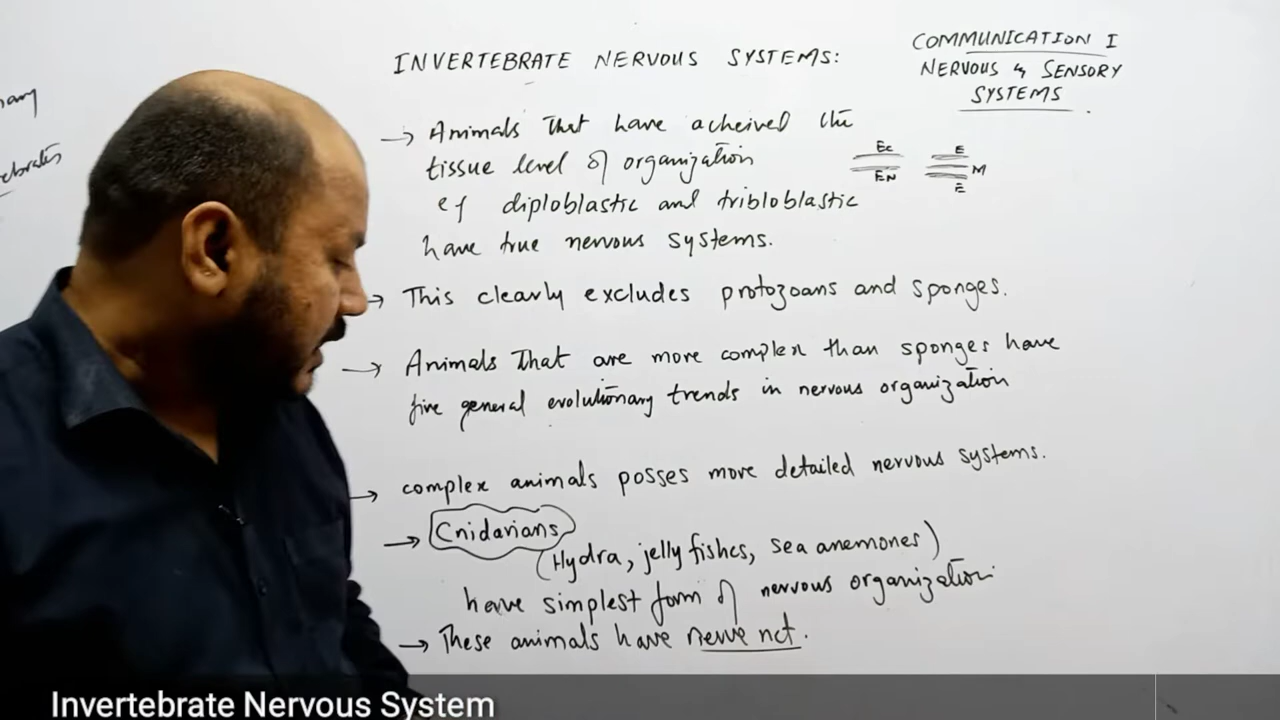 INVERTEBRATE NERVOUS SYSTEMS:
COMMUNICATION I
NERVOUS & SENSORY
SYSTEMS
→ Animals that have acheived the
tissue level of organization
eg diploblastic and tribloblastic
have true nervous systems.
Ec
EN
E
M
E
→ This clearly excludes protozoans and sponges.
→ Animals that are more complex than sponges have
five general evolutionary trends in nervous organization
→ complex animals posses more detailed nervous systems.
→ Cnidarians
(Hydra, jelly fishes, sea anemones)
have simplest form of nervous organization
→ These animals have nerve net.
Invertebrate Nervous System